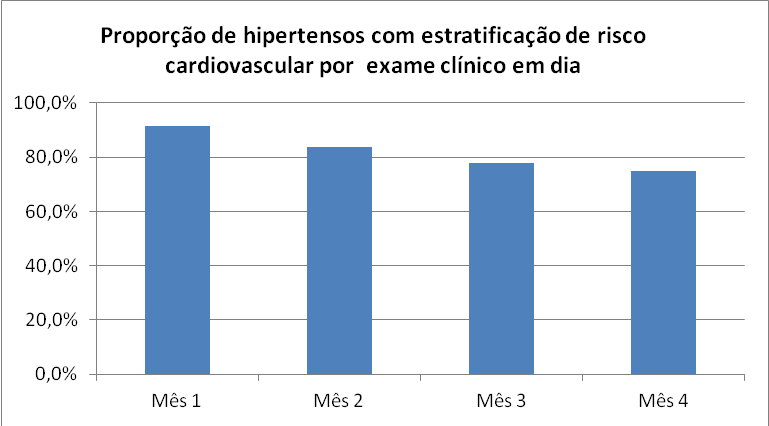 Proporção de hipertensos com estratificação de risco
cardiovascular por  exame clínico em dia
100,0%
80,0%
60,0%
40,0%
20,0%
0,0%
Mês 1
Mês 2
Mês 3
Mês 4